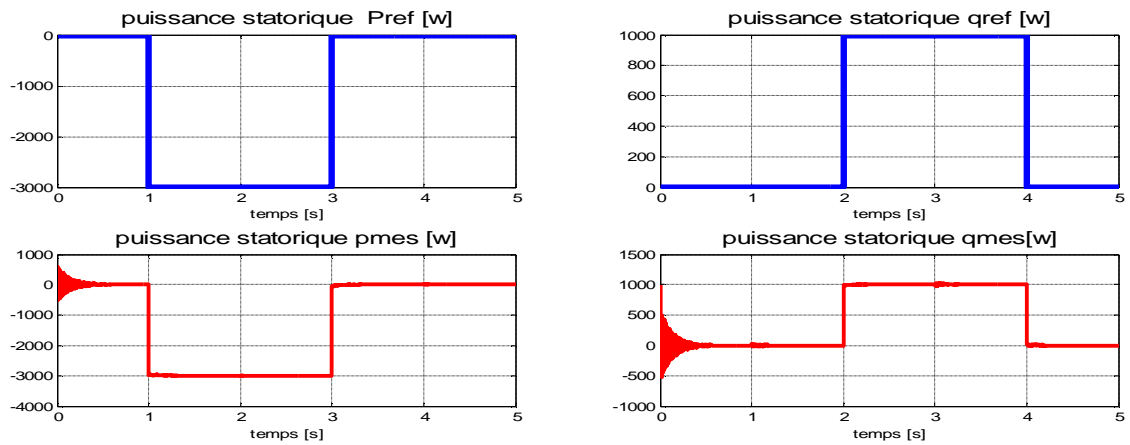 puissance statorique Pref [w]
0
-1000
-2000
-3000
0 1 2 3 4 5
temps [s]
puissance statorique qref [w]
1000
800
600
400
200
0
0 1 2 3 4 5
temps [s]
puissance statorique pmes [w]
1000
0
-1000
-2000
-3000
-4000
0 1 2 3 4 5
temps [s]
puissance statorique qmes[w]
1500
1000
500
0
-500
-1000
0 1 2 3 4 5
temps [s]